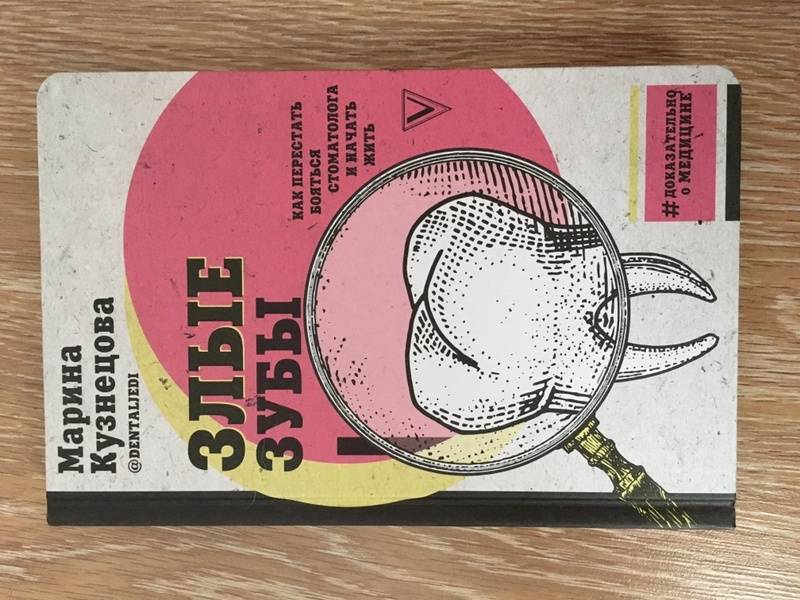 Марина
Кузнецова
@DENTALJEDI
ЗЛЫЕ
ЗУБЫ
КАК ПЕРЕСТАТЬ
БОЯТЬСЯ
СТОМАТОЛОГА
И НАЧАТЬ
ЖИТЬ
V
#ДОКАЗАТЕЛЬНО
О МЕДИЦИНЕ